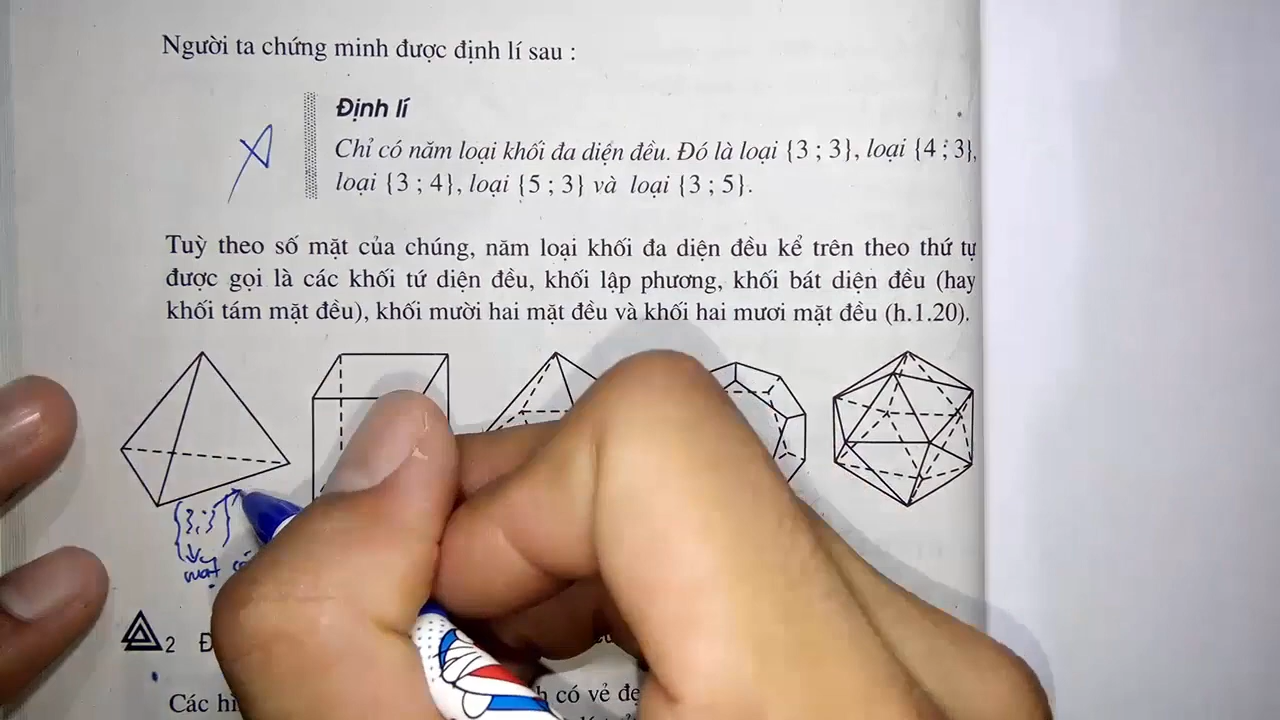 Người ta chứng minh được định lí sau :
Định lí
Chỉ có năm loại khối đa diện đều. Đó là loại {3 ; 3}, loại {4 ; 3},
loại {3 ; 4}, loại {5 ; 3} và loại {3 ; 5}.
Tuỳ theo số mặt của chúng, năm loại khối đa diện đều kể trên theo thứ tự
được gọi là các khối tứ diện đều, khối lập phương, khối bát diện đều (hay
khối tám mặt đều), khối mười hai mặt đều và khối hai mươi mặt đều (h.1.20).
{3;3}
mặt
2
Các
có vẻ